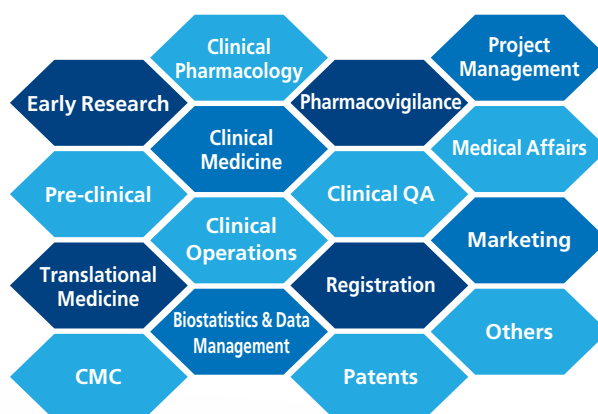 Early Research
Pre-clinical
Translational
Medicine
CMC
Clinical
Pharmacology
Clinical
Medicine
Clinical
Operations
Biostatistics & Data
Management
Pharmacovigilance
Clinical QA
Registration
Patents
Project
Management
Medical Affairs
Marketing
Others